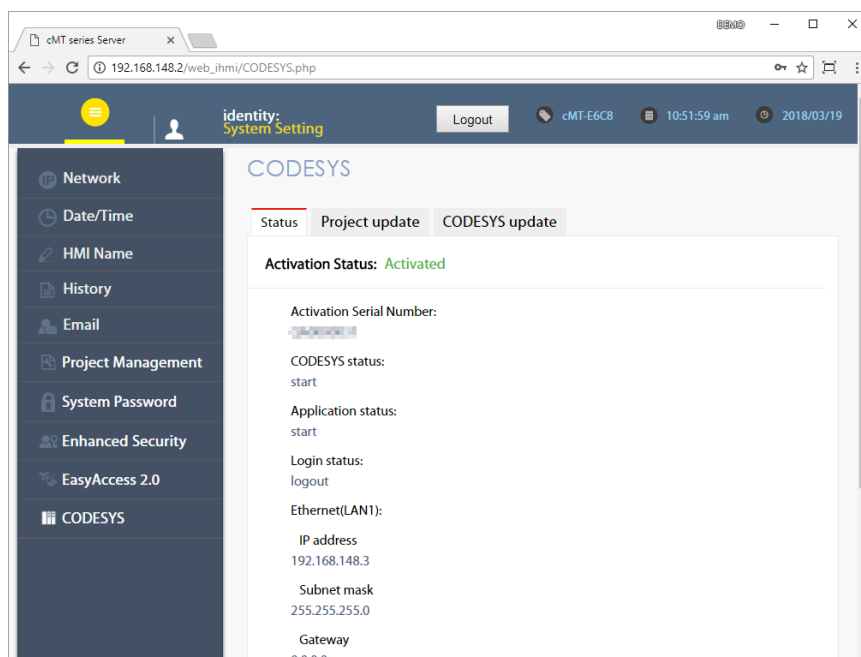 DEMO
cMT series Server
192.168.148.2/web_ihmi/CODESYS.php
identity:
System Setting
Logout
cMT-E6C8
10:51:59 am
2018/03/19
Network
Date/Time
HMI Name
History
Email
Project Management
System Password
Enhanced Security
EasyAccess 2.0
CODESYS
CODESYS
Status
Project update
CODESYS update
Activation Status: Activated
Activation Serial Number:
CODESYS status:
start
Application status:
start
Login status:
logout
Ethernet(LAN1):
IP address
192.168.148.3
Subnet mask
255.255.255.0
Gateway